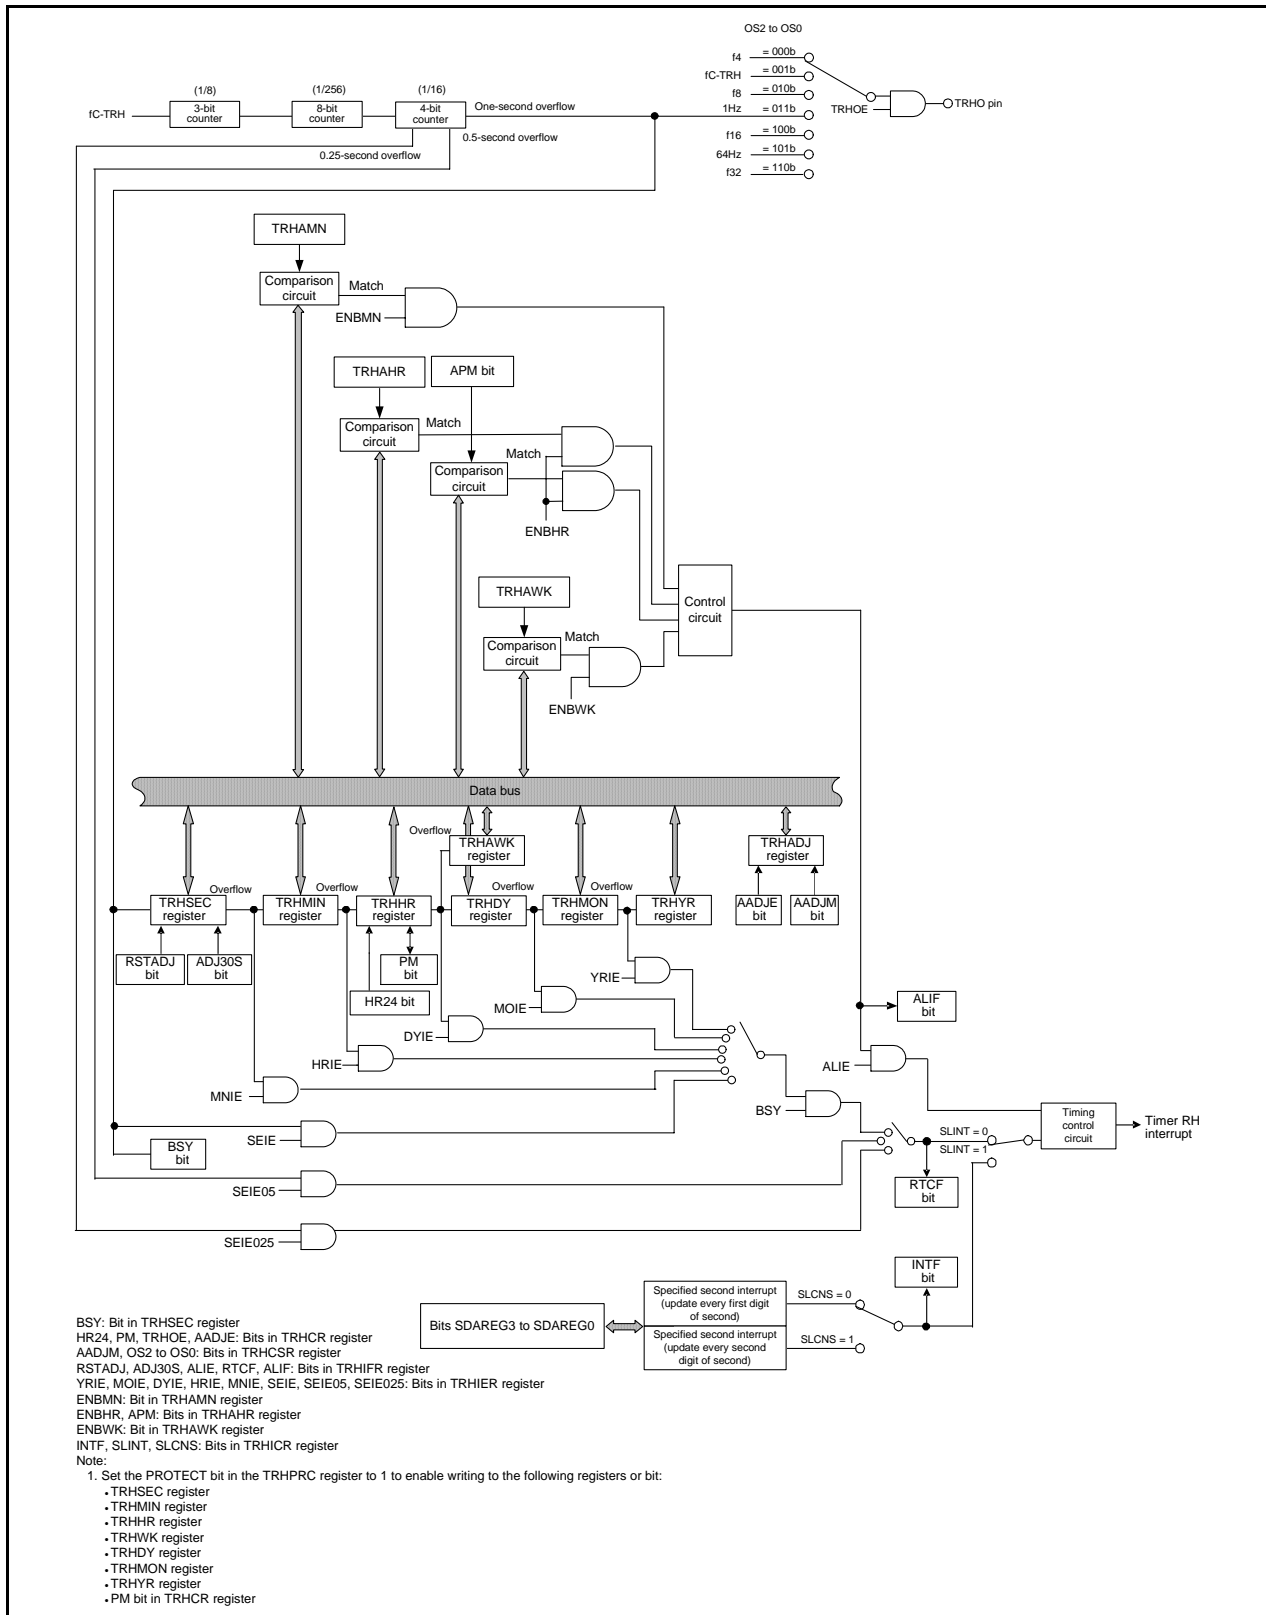 OS2 to OS0
f4 = 000b
fC-TRH = 001b
f8 = 010b
1Hz = 011b
f16 = 100b
64Hz = 101b
f32 = 110b
TRHOE
TRHO pin
(1/8)
(1/256)
(1/16)
fC-TRH
3-bit
counter
8-bit
counter
4-bit
counter
One-second overflow
0.5-second overflow
0.25-second overflow
TRHAMN
Comparison
circuit
Match
ENBMN
TRHAHR
APM bit
Comparison
circuit
Match
Comparison
circuit
Match
ENBHR
TRHAWK
Comparison
circuit
Match
ENBWK
Control
circuit
Data bus
Overflow
TRHAWK
register
TRHADJ
register
TRHSEC
register
Overflow
TRHMIN
register
Overflow
TRHHR
register
TRHDY
register
Overflow
TRHMON
register
Overflow
TRHYR
register
AADJE
bit
AADJM
bit
RSTADJ
bit
ADJ30S
bit
PM
bit
HR24 bit
YRIE
MOIE
DYIE
HRIE
MNIE
SEIE
BSY
bit
SEIE05
SEIE025
BSY
ALIF
bit
ALIE
SLINT = 0
SLINT = 1
Timing
control
circuit
Timer RH
interrupt
RTCF
bit
INTF
bit
Bits SDAREG3 to SDAREG0
Specified second interrupt
(update every first digit
of second)
SLCNS = 0
Specified second interrupt
(update every second
digit of second)
SLCNS = 1
BSY: Bit in TRHSEC register
HR24, PM, TRHOE, AADJE: Bits in TRHCR register
AADJM, OS2 to OS0: Bits in TRHCSR register
RSTADJ, ADJ30S, ALIE, RTCF, ALIF: Bits in TRHIFR register
YRIE, MOIE, DYIE, HRIE, MNIE, SEIE, SEIE05, SEIE025: Bits in TRHIER register
ENBMN: Bit in TRHAMN register
ENBHR, APM: Bits in TRHAHR register
ENBWK: Bit in TRHAWK register
INTF, SLINT, SLCNS: Bits in TRHICR register
Note:
1. Set the PROTECT bit in the TRHPRC register to 1 to enable writing to the following registers or bit:
• TRHSEC register
• TRHMIN register
• TRHHR register
• TRHWK register
• TRHDY register
• TRHMON register
• TRHYR register
• PM bit in TRHCR register